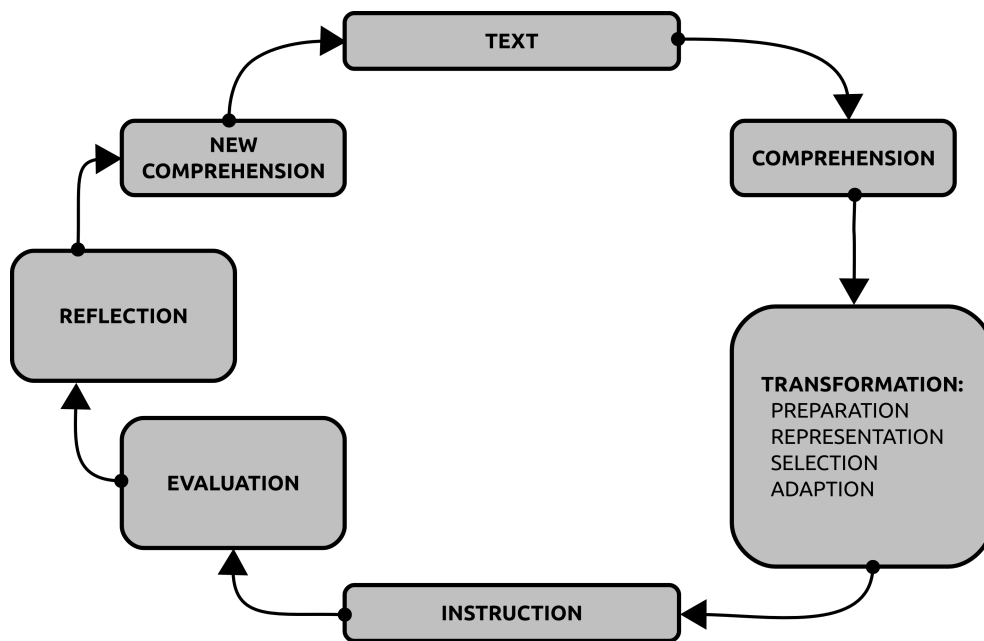 TEXT
COMPREHENSION
TRANSFORMATION:
PREPARATION
REPRESENTATION
SELECTION
ADAPTION
INSTRUCTION
EVALUATION
REFLECTION
NEW
COMPREHENSION